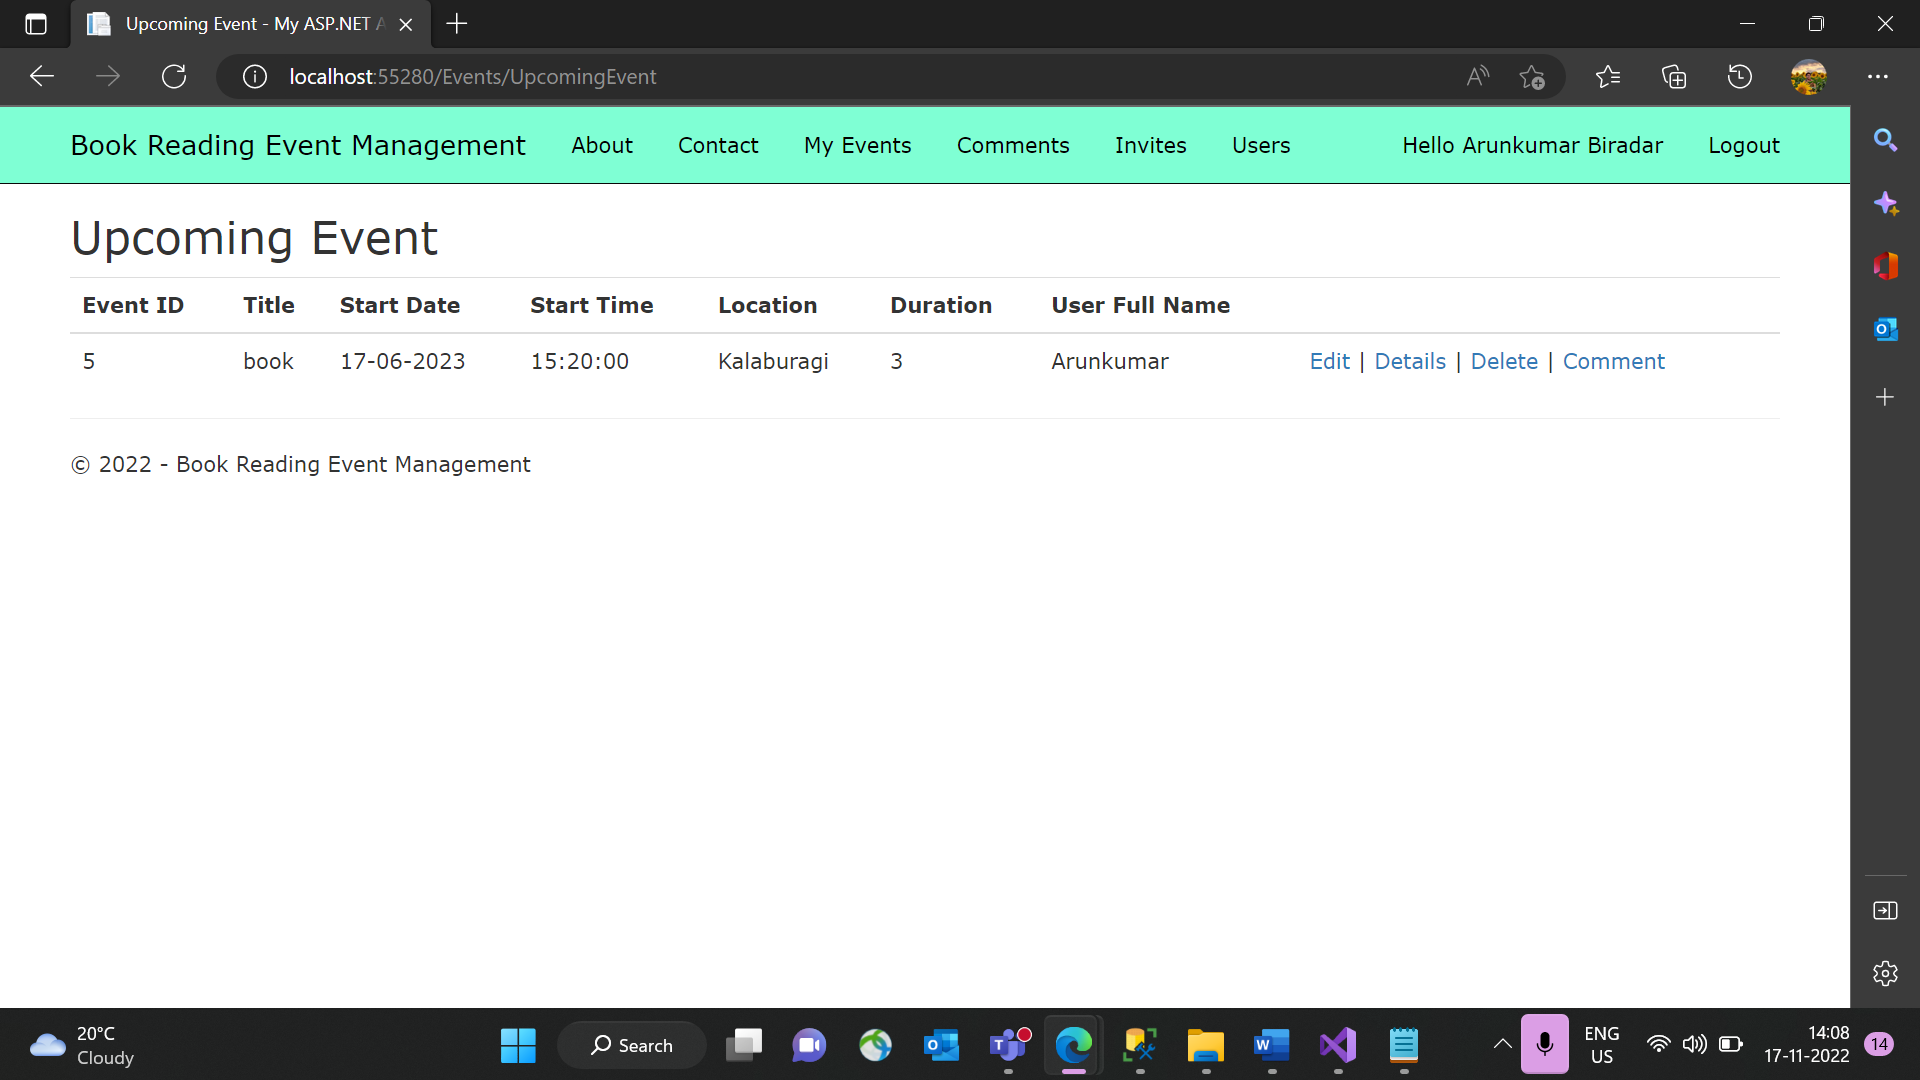 Upcoming Event - My ASP.NET A
localhost:55280/Events/UpcomingEvent
Book Reading Event Management About Contact My Events Comments Invites Users Hello Arunkumar Biradar Logout
Upcoming Event
Event ID Title Start Date Start Time Location Duration User Full Name
5 book 17-06-2023 15:20:00 Kalaburagi 3 Arunkumar Edit | Details | Delete | Comment
© 2022 - Book Reading Event Management
20°C
Cloudy
Search
ENG
US
14:08
17-11-2022
14